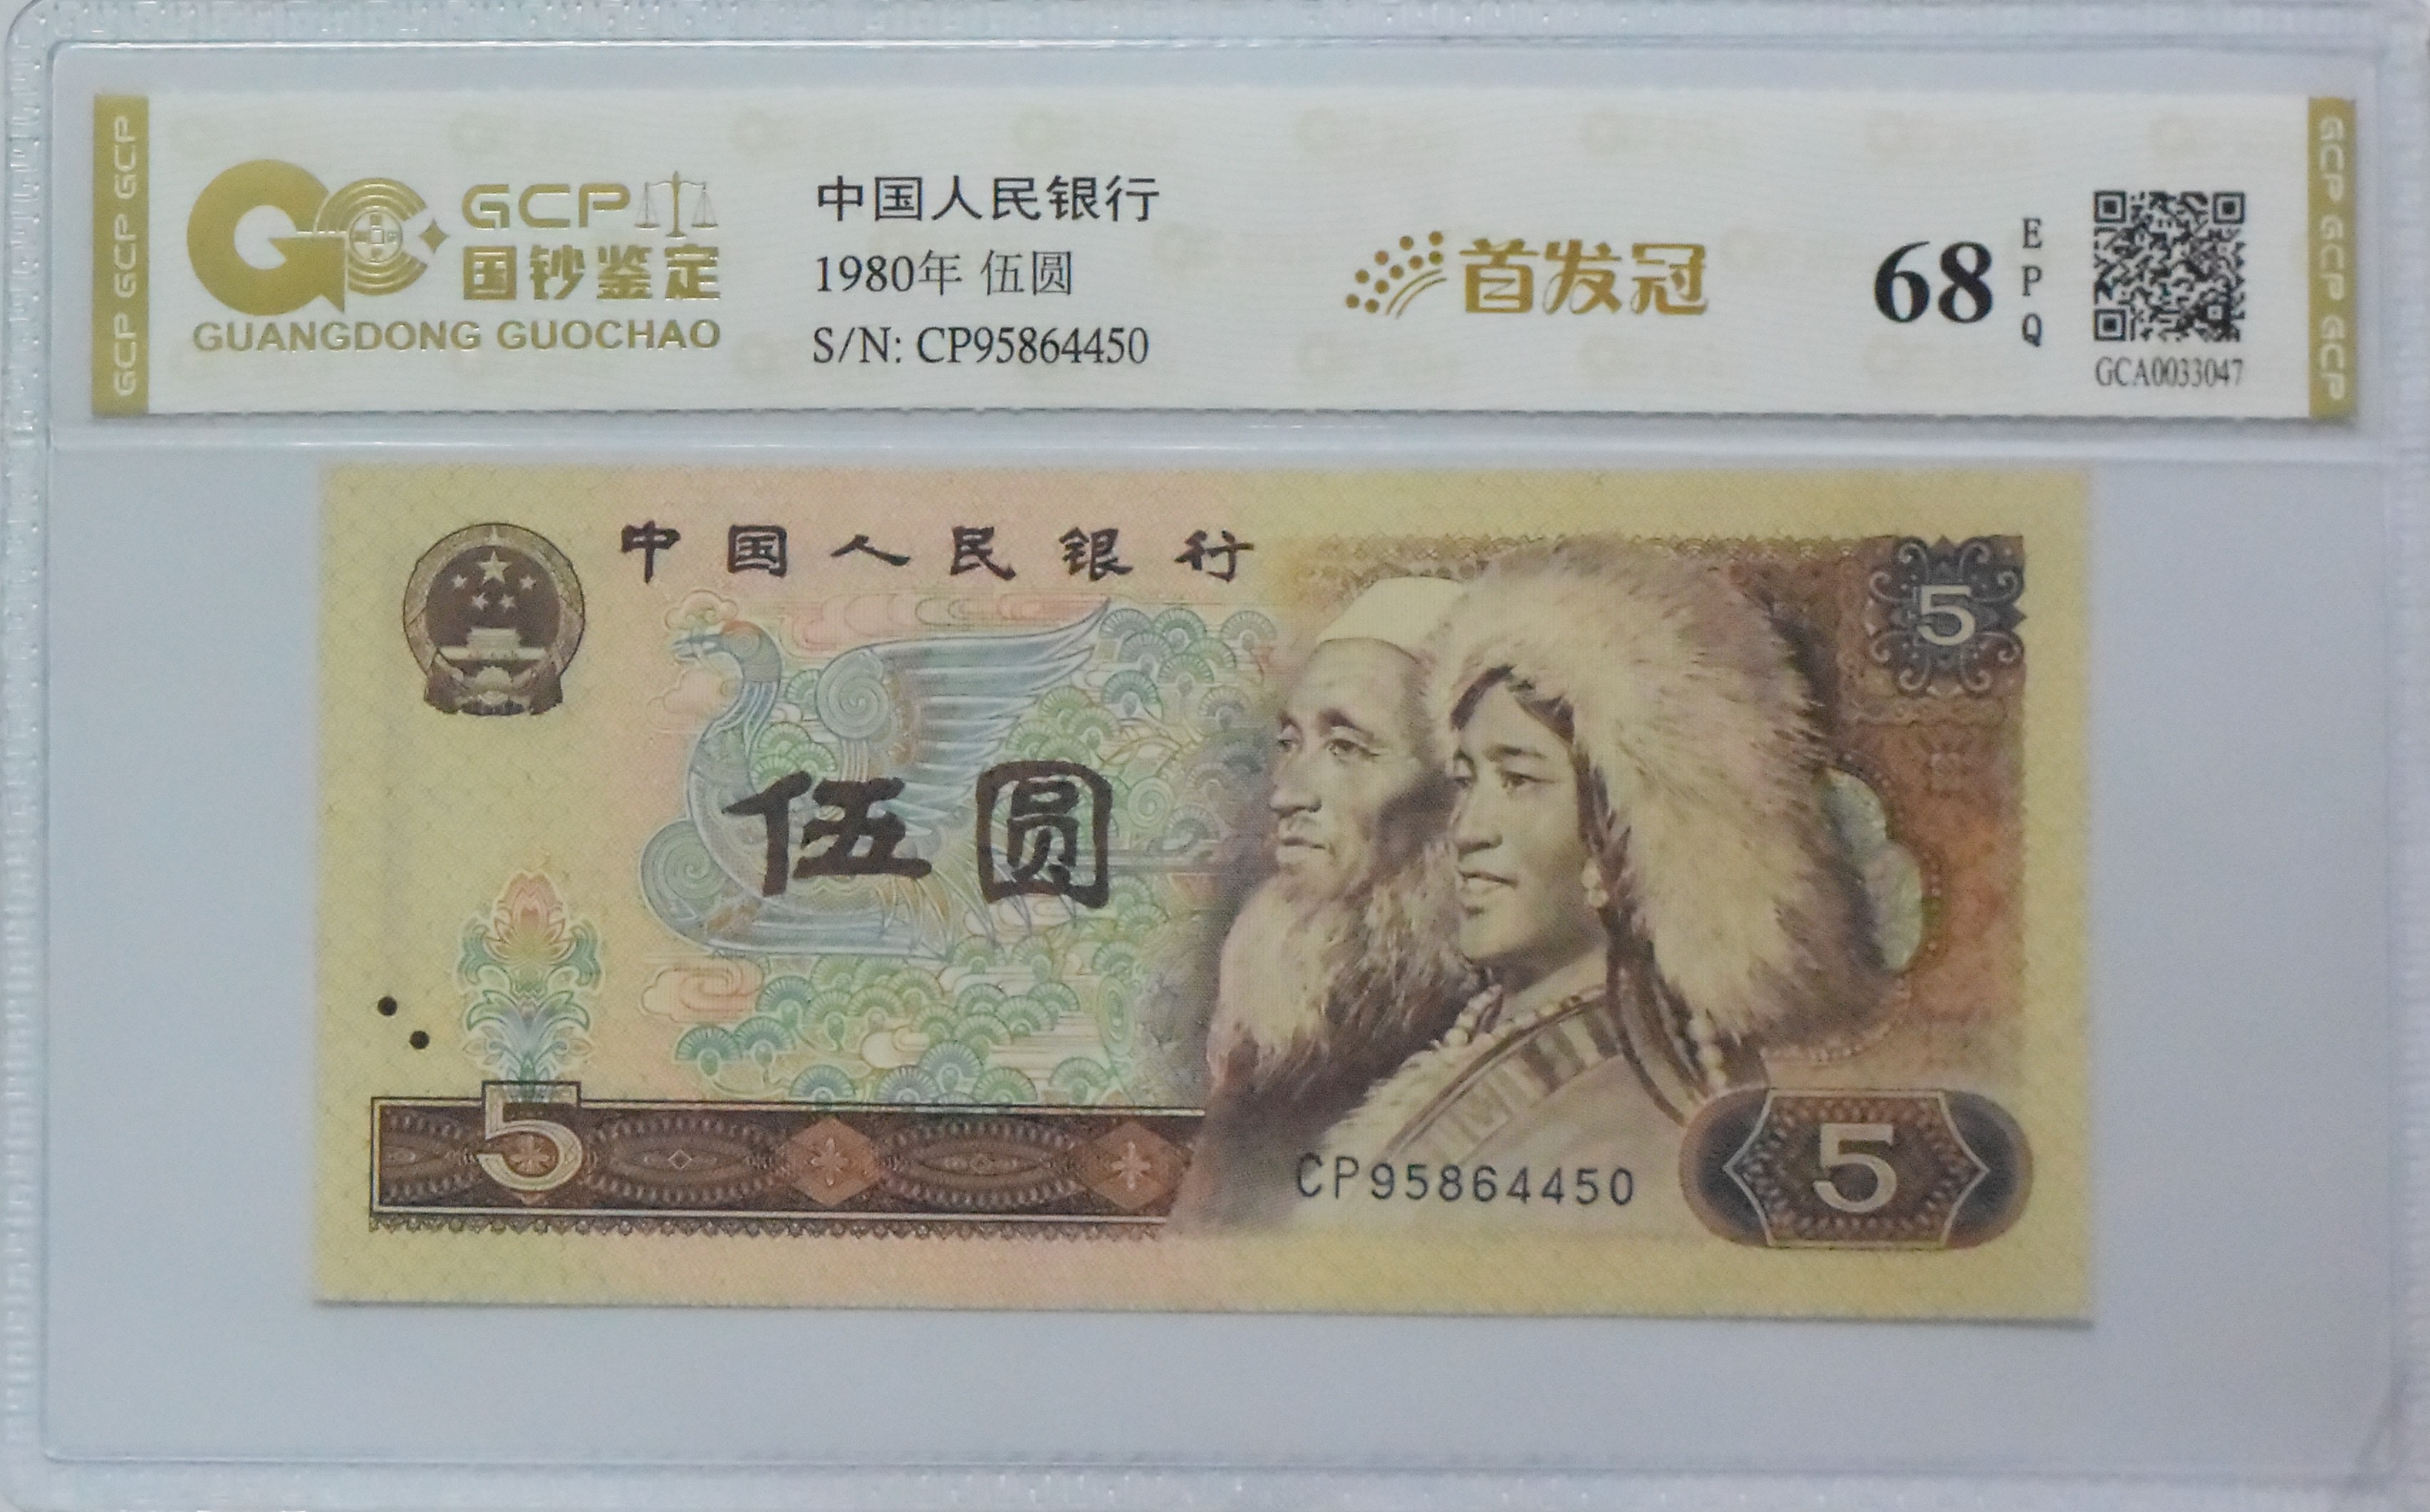 GCP GCP GCP
GCP
国钞鉴定
GUANGDONG GUOCHAO
中国人民银行
1980年 伍圆
S/N: CP95864450
首发冠
68
E
P
Q
GCA0033047
GCP GCP GCP
中国人民银行
5
伍圆
5
CP95864450
5